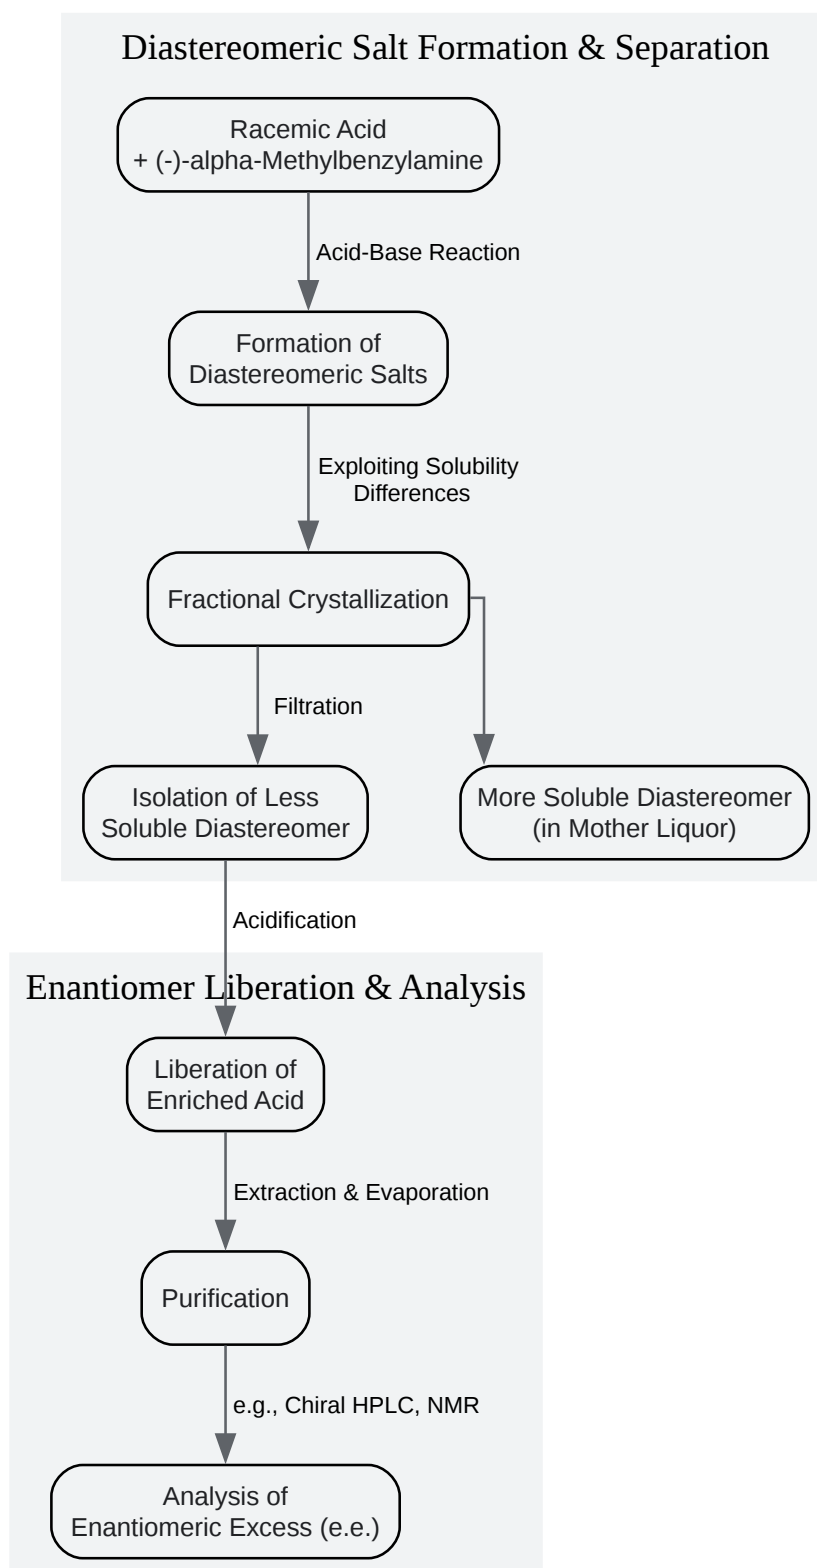 Diastereomeric Salt Formation & Separation
Racemic Acid
+ (-)-alpha-Methylbenzylamine
Acid-Base Reaction
Formation of
Diastereomeric Salts
Exploiting Solubility
Differences
Fractional Crystallization
Filtration
Isolation of Less
Soluble Diastereomer
More Soluble Diastereomer
(in Mother Liquor)
Acidification
Enantiomer Liberation & Analysis
Liberation of
Enriched Acid
Extraction & Evaporation
Purification
e.g., Chiral HPLC, NMR
Analysis of
Enantiomeric Excess (e.e.)